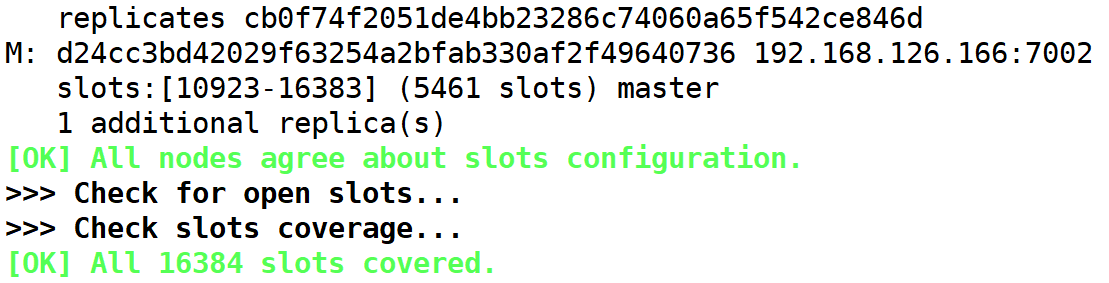 replicates cb0f74f2051de4bb23286c74060a65f542ce846d
M: d24cc3bd42029f63254a2bfab330af2f49640736 192.168.126.166:7002
slots:[10923-16383] (5461 slots) master
1 additional replica(s)
[OK] All nodes agree about slots configuration.
>>> Check for open slots...
>>> Check slots coverage...
[OK] All 16384 slots covered.